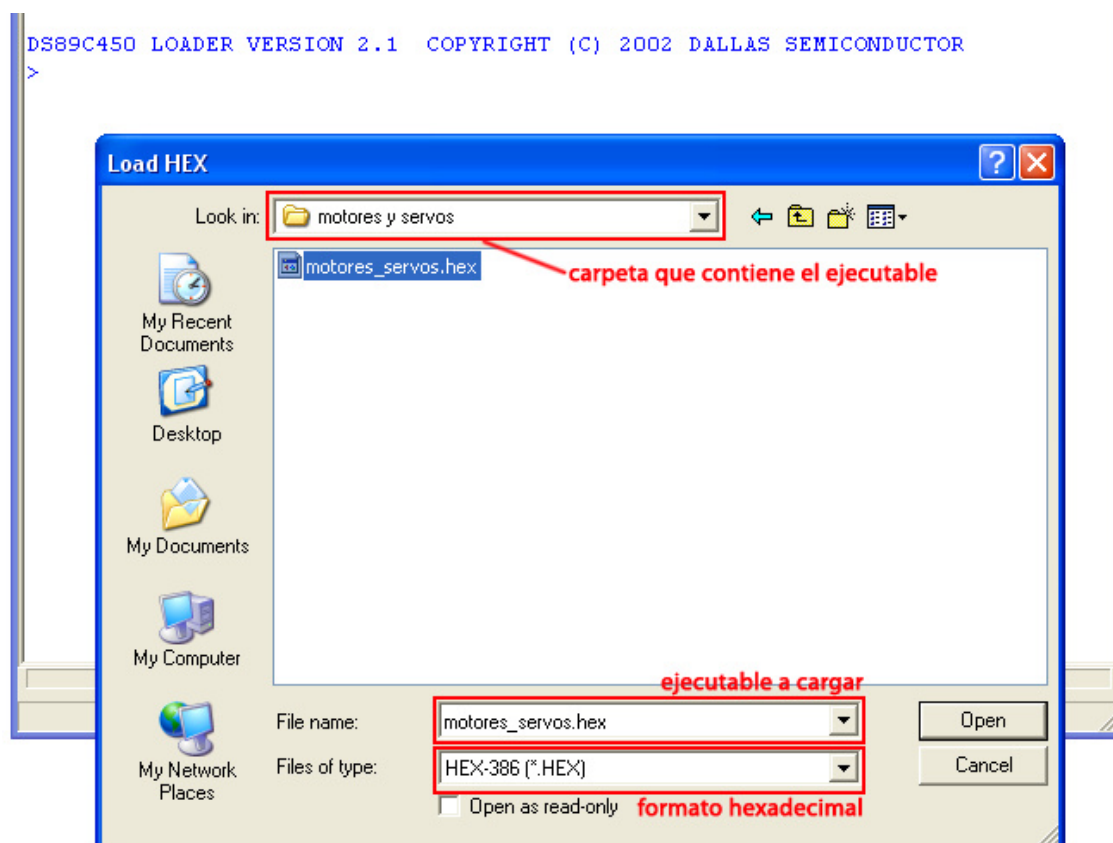 DS89C450 LOADER VERSION 2.1  COPYRIGHT (C) 2002 DALLAS SEMICONDUCTOR
>
Load HEX
Look in: motores y servos
motores_servos.hex
carpeta que contiene el ejecutable
My Recent
Documents
Desktop
My Documents
My Computer
My Network
Places
ejecutable a cargar
File name: motores_servos.hex Open
Files of type: HEX-386 (*.HEX) Cancel
Open as read-only formato hexadecimal